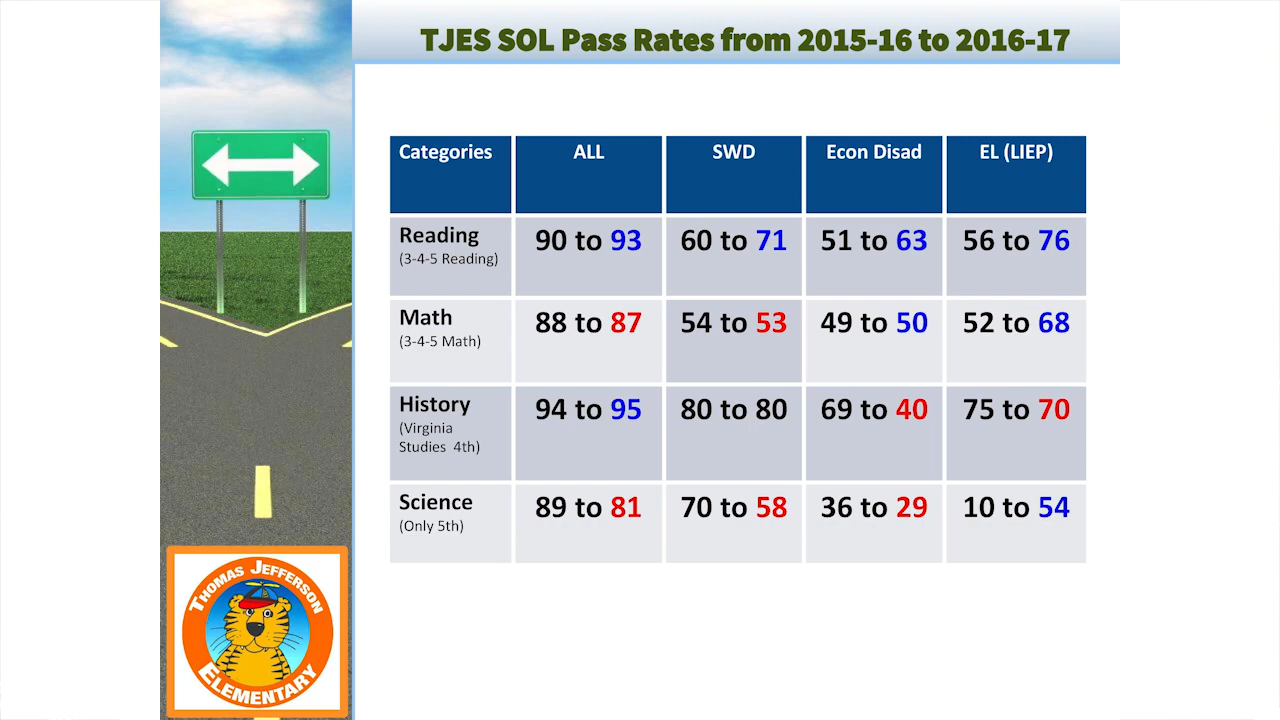 TJES SOL Pass Rates from 2015-16 to 2016-17
Categories ALL SWD Econ Disad EL (LIEP)
Reading 90 to 93 60 to 71 51 to 63 56 to 76
(3-4-5 Reading)
Math 88 to 87 54 to 53 49 to 50 52 to 68
(3-4-5 Math)
History 94 to 95 80 to 80 69 to 40 75 to 70
(Virginia
Studies 4th)
Science 89 to 81 70 to 58 36 to 29 10 to 54
(Only 5th)
THOMAS JEFFERSON
ELEMENTARY